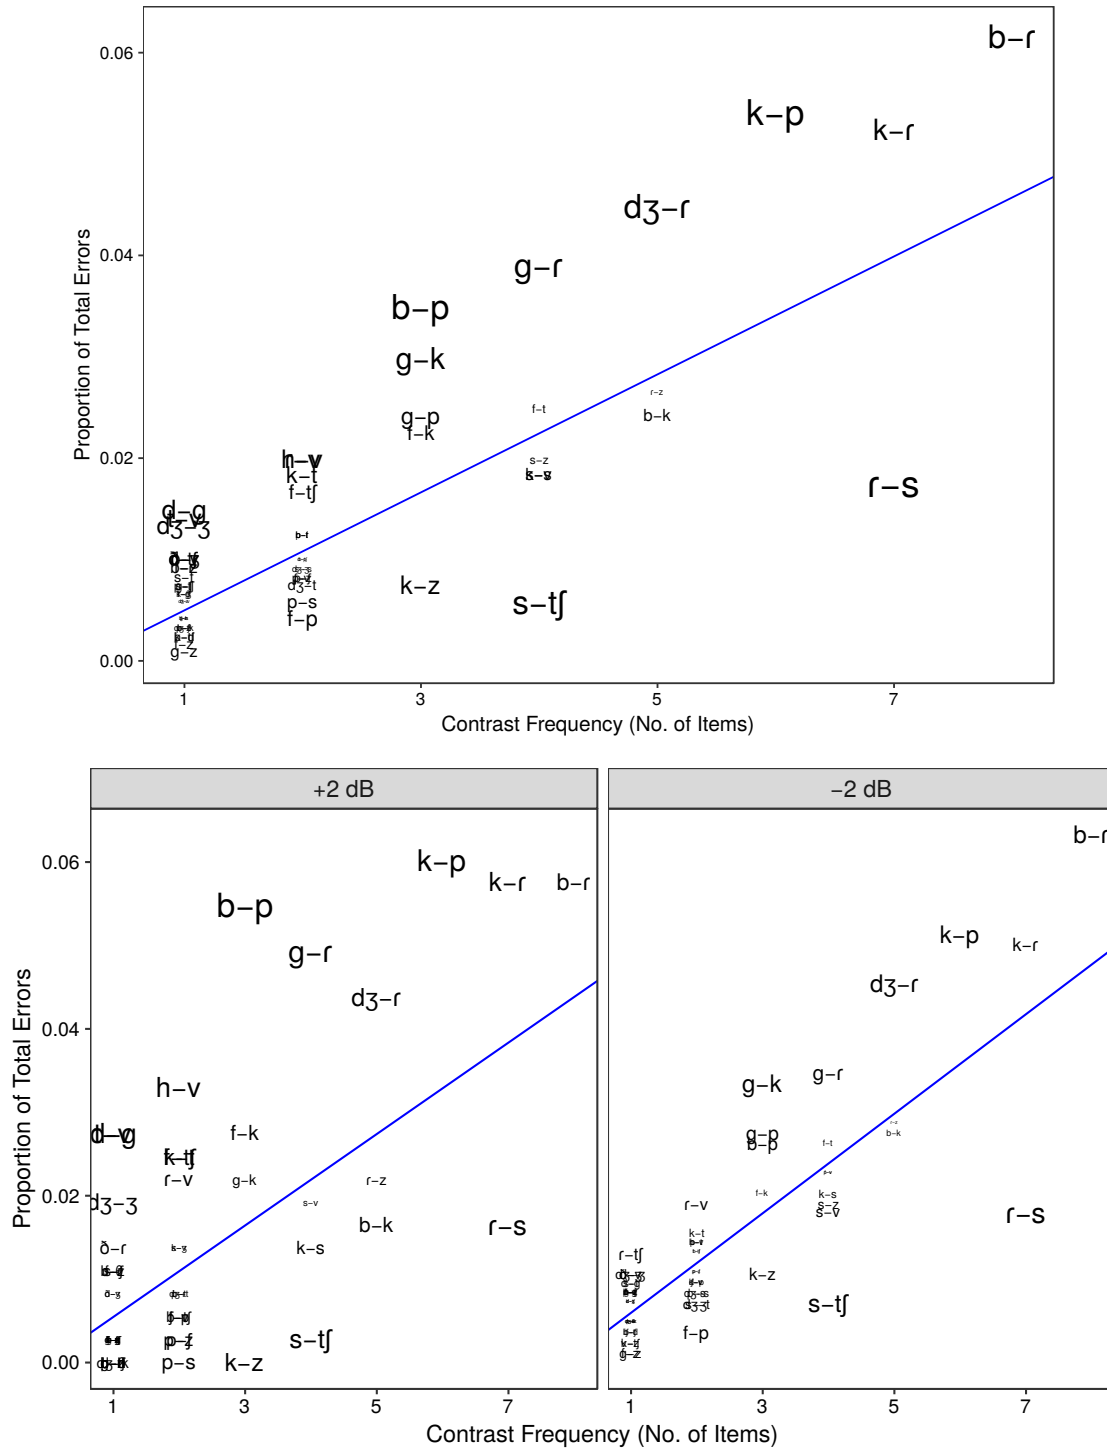 b–ɾ
0.06
k–p
k–ɾ
dʒ–ɾ
g–ɾ
0.04
b–p
g–k
ɾ–z
f–t
b–k
g–p
f–k
h–v
s–z
0.02
k–t
k–s
ɾ–s
f–tʃ
d–g
t–v
dʒ–ʒ
b–z
s–t
dʒ–t
k–z
p–s
s–tʃ
f–p
f–z
g–z
0.00
1
3
5
7
Contrast Frequency (No. of Items)
Proportion of Total Errors
+2 dB
−2 dB
k–p
k–ɾ
b–ɾ
b–p
g–ɾ
dʒ–ɾ
h–v
d–g
f–k
k–tʃ
ɾ–v
g–k
ɾ–z
dʒ–ʒ
s–v
b–k
ɾ–s
ð–ɾ
k–s
s–tʃ
p–s
k–z
0.06
0.04
0.02
0.00
1
3
5
7
b–ɾ
k–p
k–ɾ
dʒ–ɾ
g–k
g–ɾ
g–p
b–p
ɾ–z
b–k
f–t
f–k
k–s
s–z
s–v
ɾ–v
ɾ–s
k–t
ɾ–tʃ
k–z
s–tʃ
f–p
g–z
1
3
5
7
Contrast Frequency (No. of Items)
Proportion of Total Errors